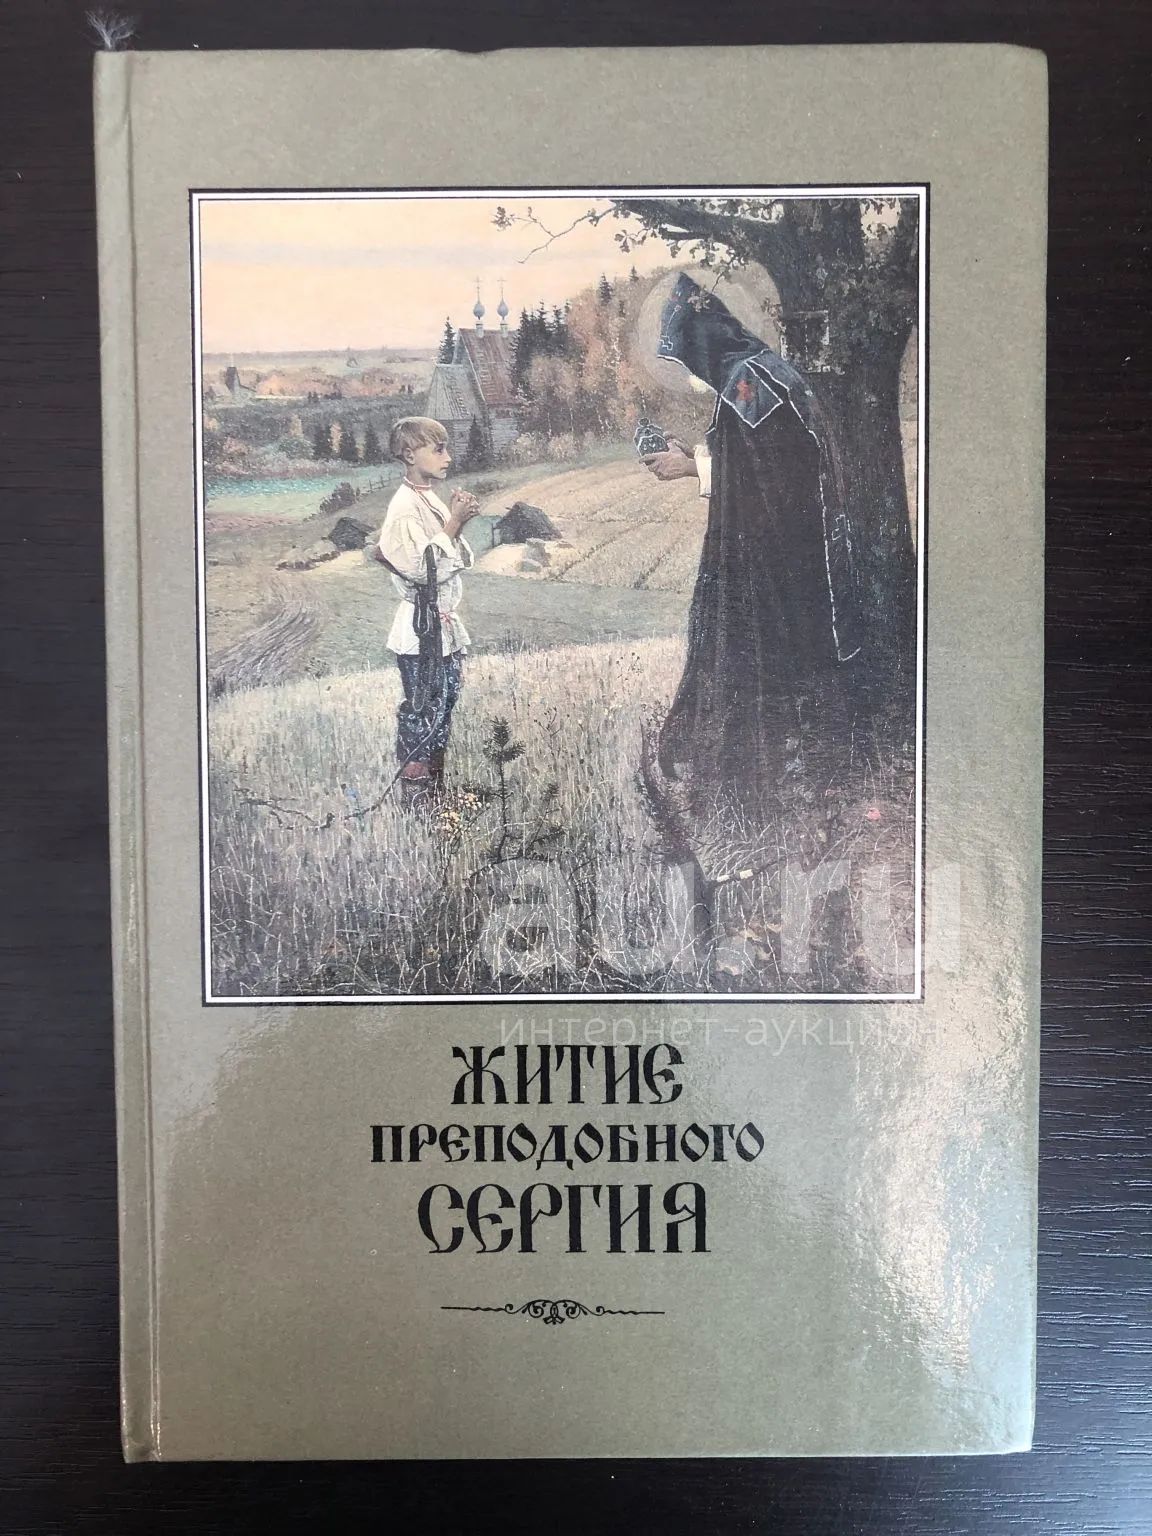 au.ru
интернет-аукцион
ЖИТИЕ
ПРЕПОДОБНОГО
СЕРГИЯ